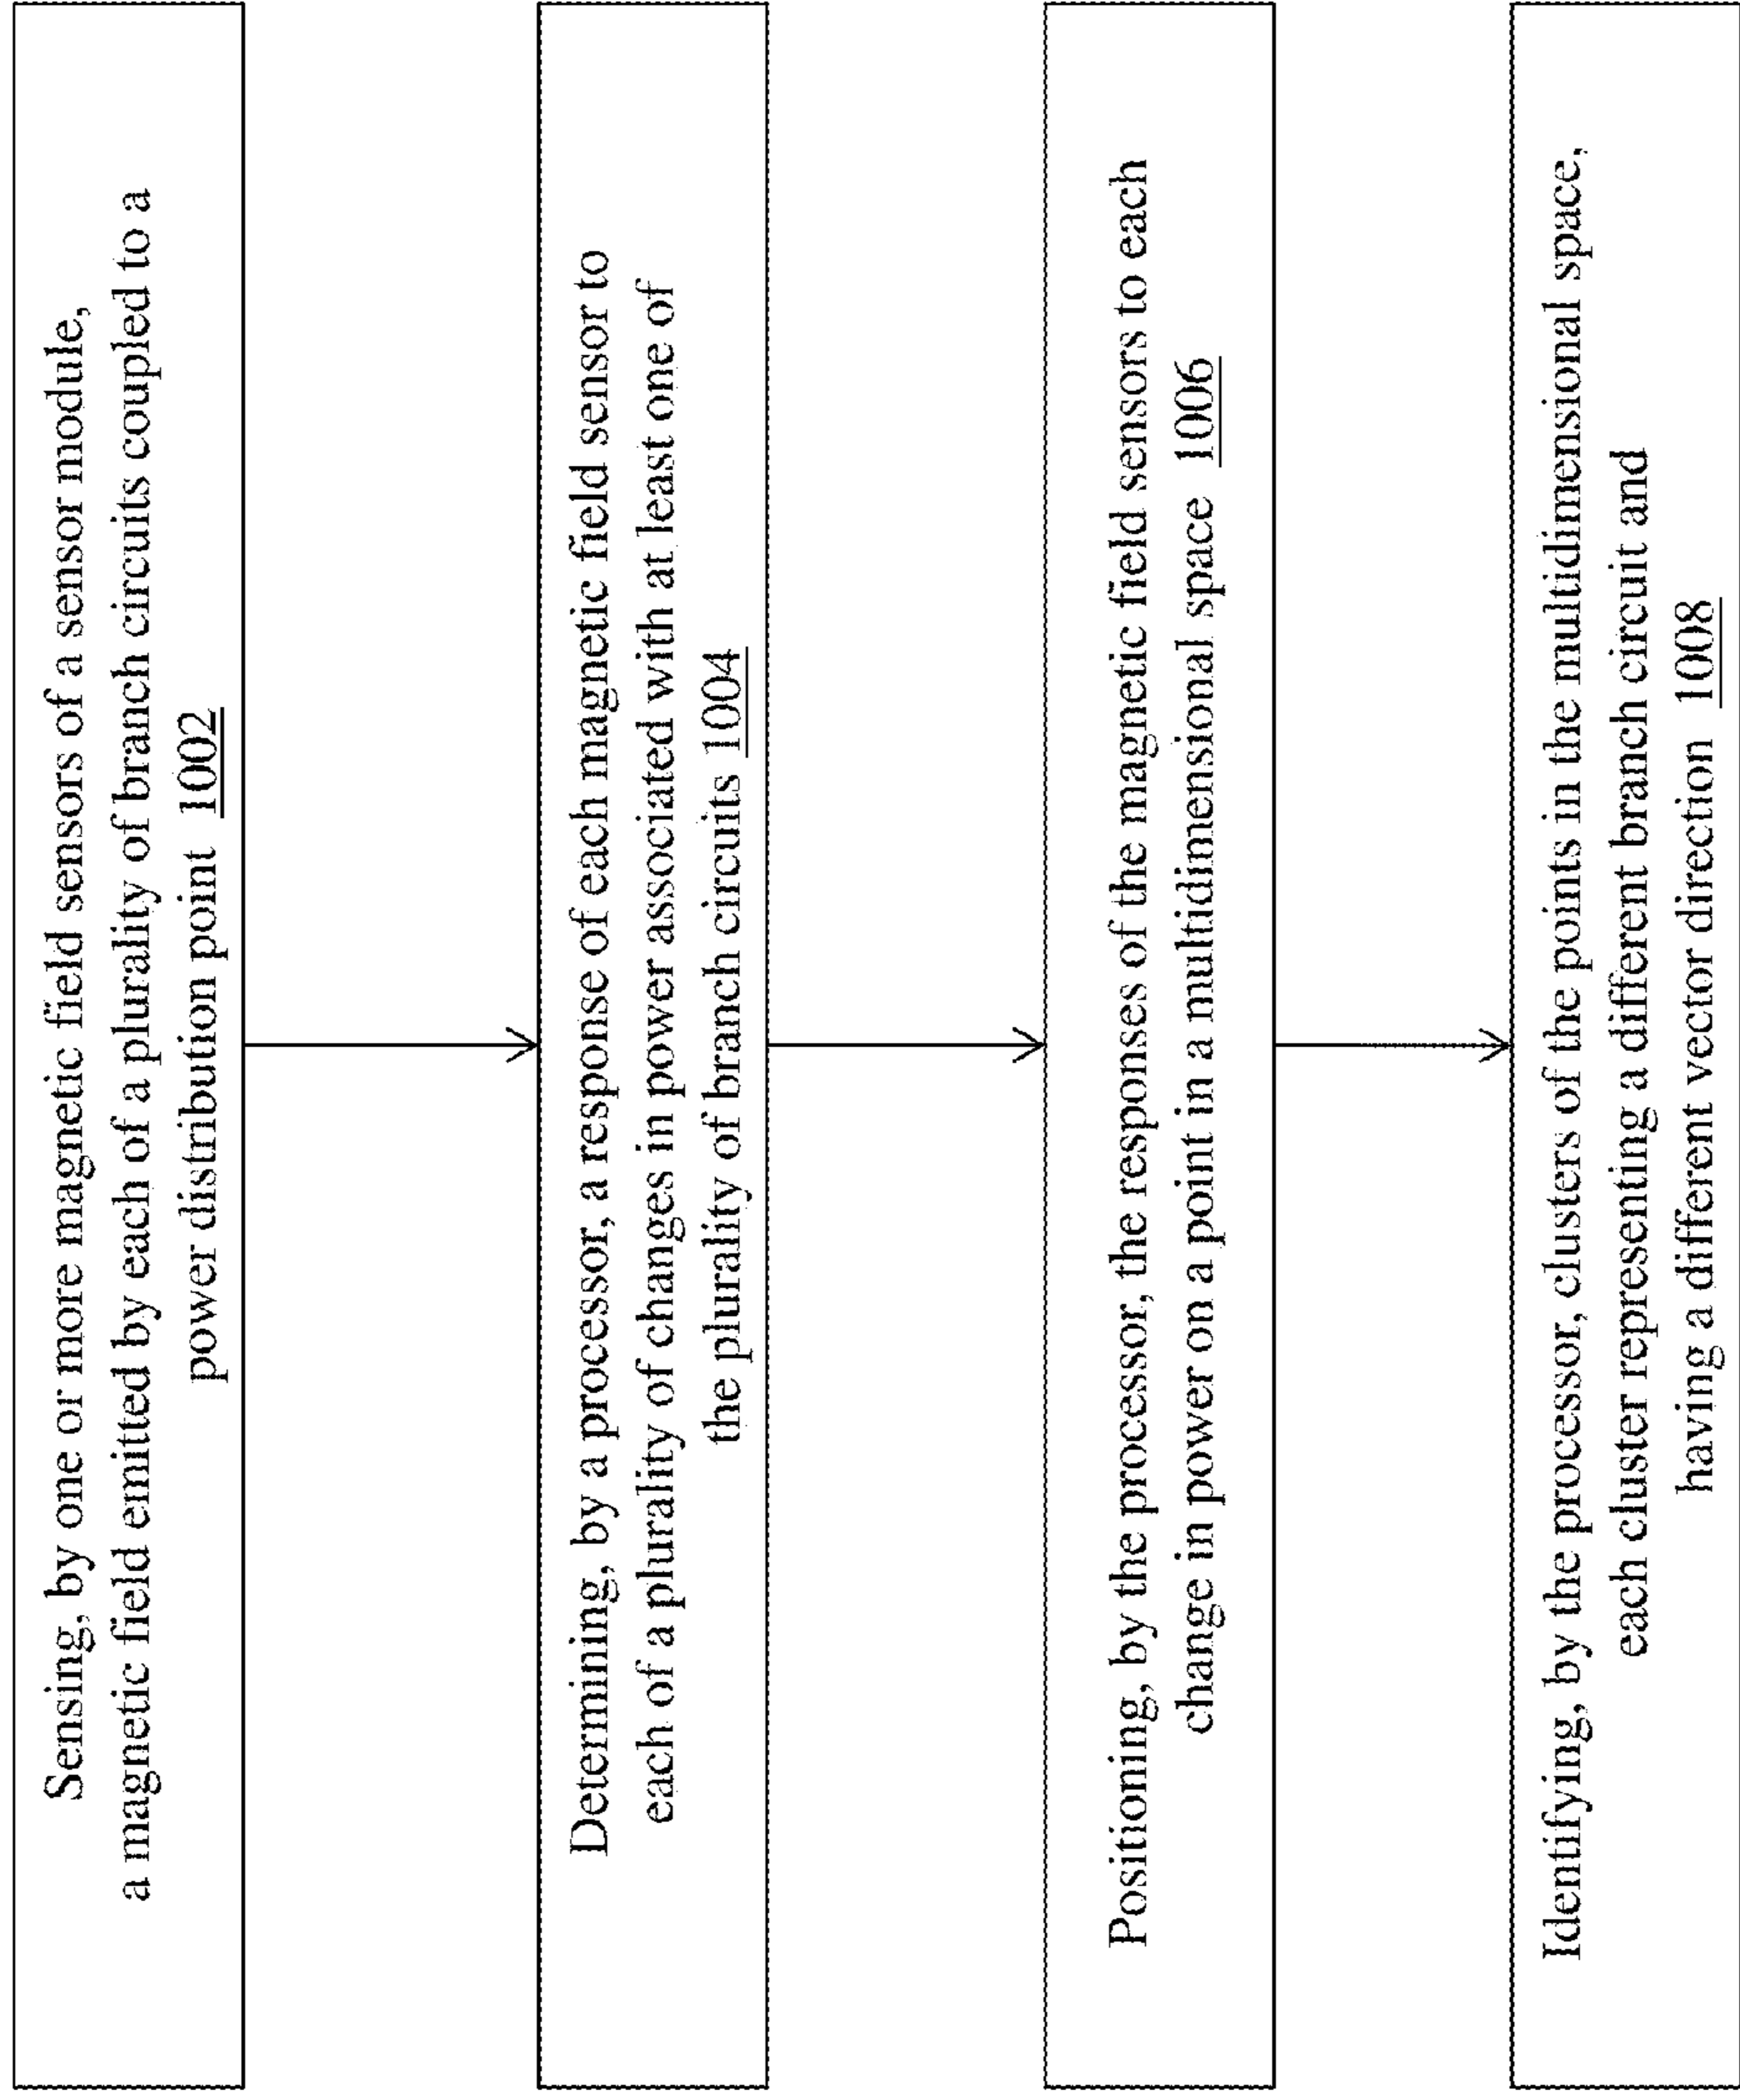 Sensing, by one or more magnetic field sensors of a sensor module,
a magnetic field emitted by each of a plurality of branch circuits coupled to a
power distribution point 1002
Determining, by a processor, a response of each magnetic field sensor to
each of a plurality of changes in power associated with at least one of
the plurality of branch circuits 1004
Positioning, by the processor, the responses of the magnetic field sensors to each
change in power on a point in a multidimensional space 1006
Identifying, by the processor, clusters of the points in the multidimensional space,
each cluster representing a different branch circuit and
having a different vector direction 1008